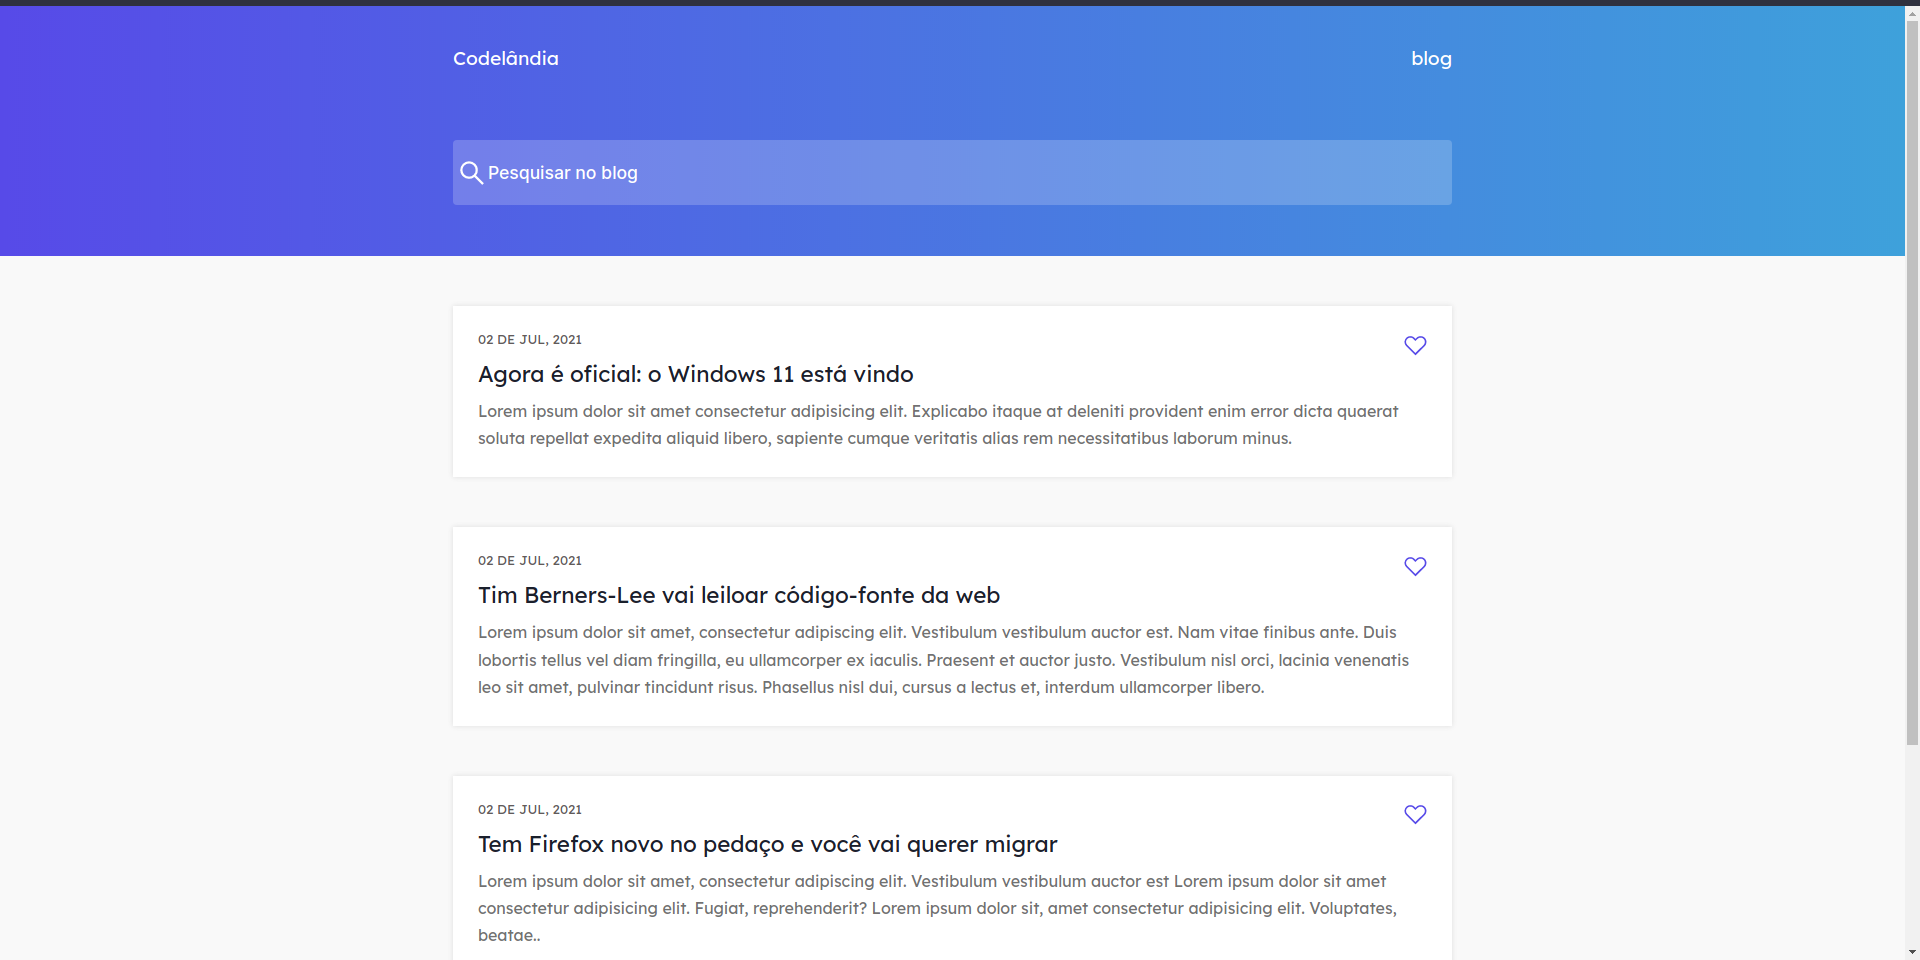 Codelândia
blog
Pesquisar no blog
02 DE JUL, 2021
Agora é oficial: o Windows 11 está vindo
Lorem ipsum dolor sit amet consectetur adipisicing elit. Explicabo itaque at deleniti provident enim error dicta quaerat
soluta repellat expedita aliquid libero, sapiente cumque veritatis alias rem necessitatibus laborum minus.
02 DE JUL, 2021
Tim Berners-Lee vai leiloar código-fonte da web
Lorem ipsum dolor sit amet, consectetur adipiscing elit. Vestibulum vestibulum auctor est. Nam vitae finibus ante. Duis
lobortis tellus vel diam fringilla, eu ullamcorper ex iaculis. Praesent et auctor justo. Vestibulum nisl orci, lacinia venenatis
leo sit amet, pulvinar tincidunt risus. Phasellus nisl dui, cursus a lectus et, interdum ullamcorper libero.
02 DE JUL, 2021
Tem Firefox novo no pedaço e você vai querer migrar
Lorem ipsum dolor sit amet, consectetur adipiscing elit. Vestibulum vestibulum auctor est Lorem ipsum dolor sit amet
consectetur adipisicing elit. Fugiat, reprehenderit? Lorem ipsum dolor sit, amet consectetur adipisicing elit. Voluptates,
beatae..